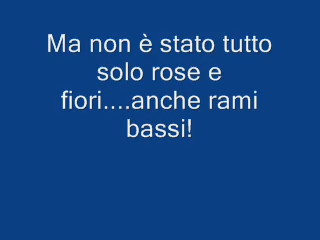 Ma non è stato tutto
solo rose e
fiori....anche rami
bassi!